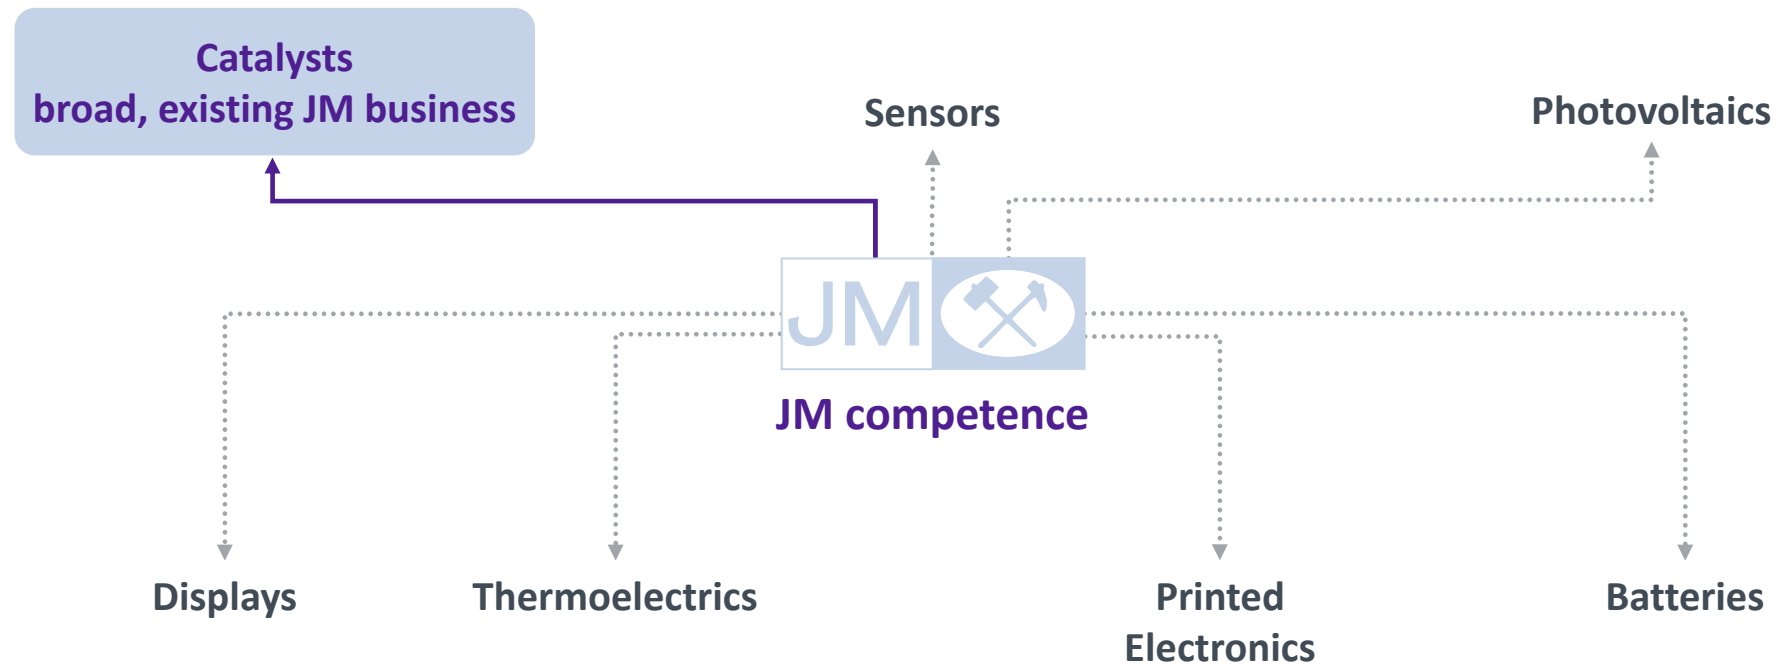 Catalysts
broad, existing JM business
Sensors
Photovoltaics
JM
JM competence
Displays
Thermoelectrics
Printed
Electronics
Batteries